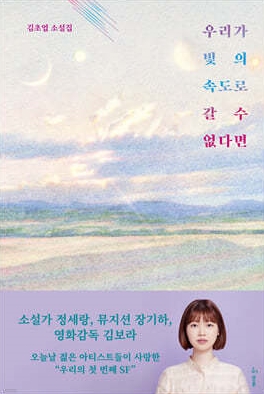 김초엽 소설집
우리가
빛의
속도로
갈 수
없다면
소설가 정세랑, 뮤지션 장기하,
영화감독 김보라
오늘날 젊은 아티스트들이 사랑한
“우리의 첫 번째 SF”